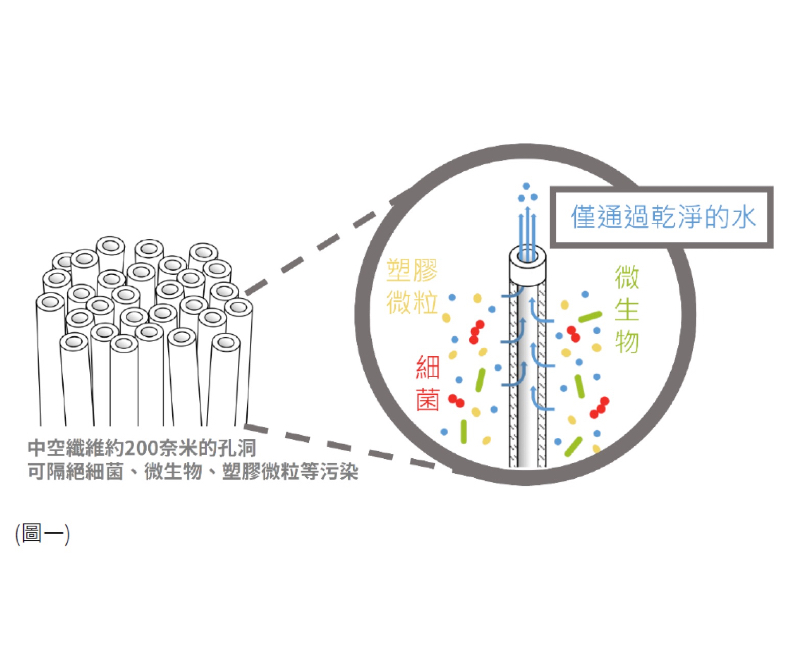 僅通過乾淨的水
塑膠
微粒
微
生
物
細
菌
中空纖維約200奈米的孔洞
可隔絕細菌、微生物、塑膠微粒等污染
(圖一)